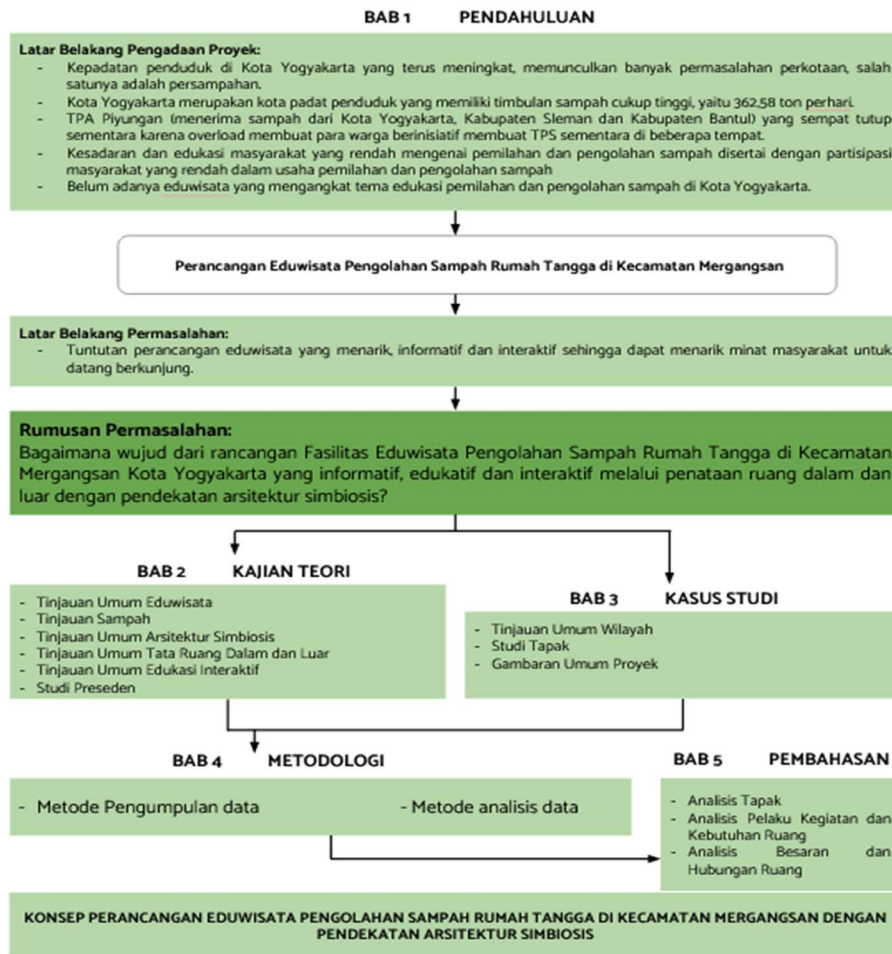 BAB 1 PENDAHULUAN
Latar Belakang Pengadaan Proyek:
- Kepadatan penduduk di Kota Yogyakarta yang terus meningkat, memunculkan banyak permasalahan perkotaan, salah
satunya adalah persampahan.
- Kota Yogyakarta merupakan kota padat penduduk yang memiliki timbulan sampah cukup tinggi, yaitu 362,58 ton perhari.
- TPA Piyungan (menerima sampah dari Kota Yogyakarta, Kabupaten Sleman dan Kabupaten Bantul) yang sempat tutup
sementara karena overload membuat para warga berinisiatif membuat TPS sementara di beberapa tempat.
- Kesadaran dan edukasi masyarakat yang rendah mengenai pemilahan dan pengolahan sampah disertai dengan partisipasi
masyarakat yang rendah dalam usaha pemilahan dan pengolahan sampah
- Belum adanya eduwisata yang mengangkat tema edukasi pemilahan dan pengolahan sampah di Kota Yogyakarta.
Perancangan Eduwisata Pengolahan Sampah Rumah Tangga di Kecamatan Mergangsan
Latar Belakang Permasalahan:
- Tuntutan perancangan eduwisata yang menarik, informatif dan interaktif sehingga dapat menarik minat masyarakat untuk
datang berkunjung.
Rumusan Permasalahan:
Bagaimana wujud dari rancangan Fasilitas Eduwisata Pengolahan Sampah Rumah Tangga di Kecamatan
Mergangsan Kota Yogyakarta yang informatif, edukatif dan interaktif melalui penataan ruang dalam dan
luar dengan pendekatan arsitektur simbiosis?
BAB 2 KAJIAN TEORI
- Tinjauan Umum Eduwisata
- Tinjauan Sampah
- Tinjauan Umum Arsitektur Simbiosis
- Tinjauan Umum Tata Ruang Dalam dan Luar
- Tinjauan Umum Edukasi Interaktif
- Studi Preseden
BAB 3 KASUS STUDI
- Tinjauan Umum Wilayah
- Studi Tapak
- Gambaran Umum Proyek
BAB 4 METODOLOGI
- Metode Pengumpulan data - Metode analisis data
BAB 5 PEMBAHASAN
- Analisis Tapak
- Analisis Pelaku Kegiatan dan
Kebutuhan Ruang
- Analisis Besaran dan
Hubungan Ruang
KONSEP PERANCANGAN EDUWISATA PENGOLAHAN SAMPAH RUMAH TANGGA DI KECAMATAN MERGANGSAN DENGAN
PENDEKATAN ARSITEKTUR SIMBIOSIS